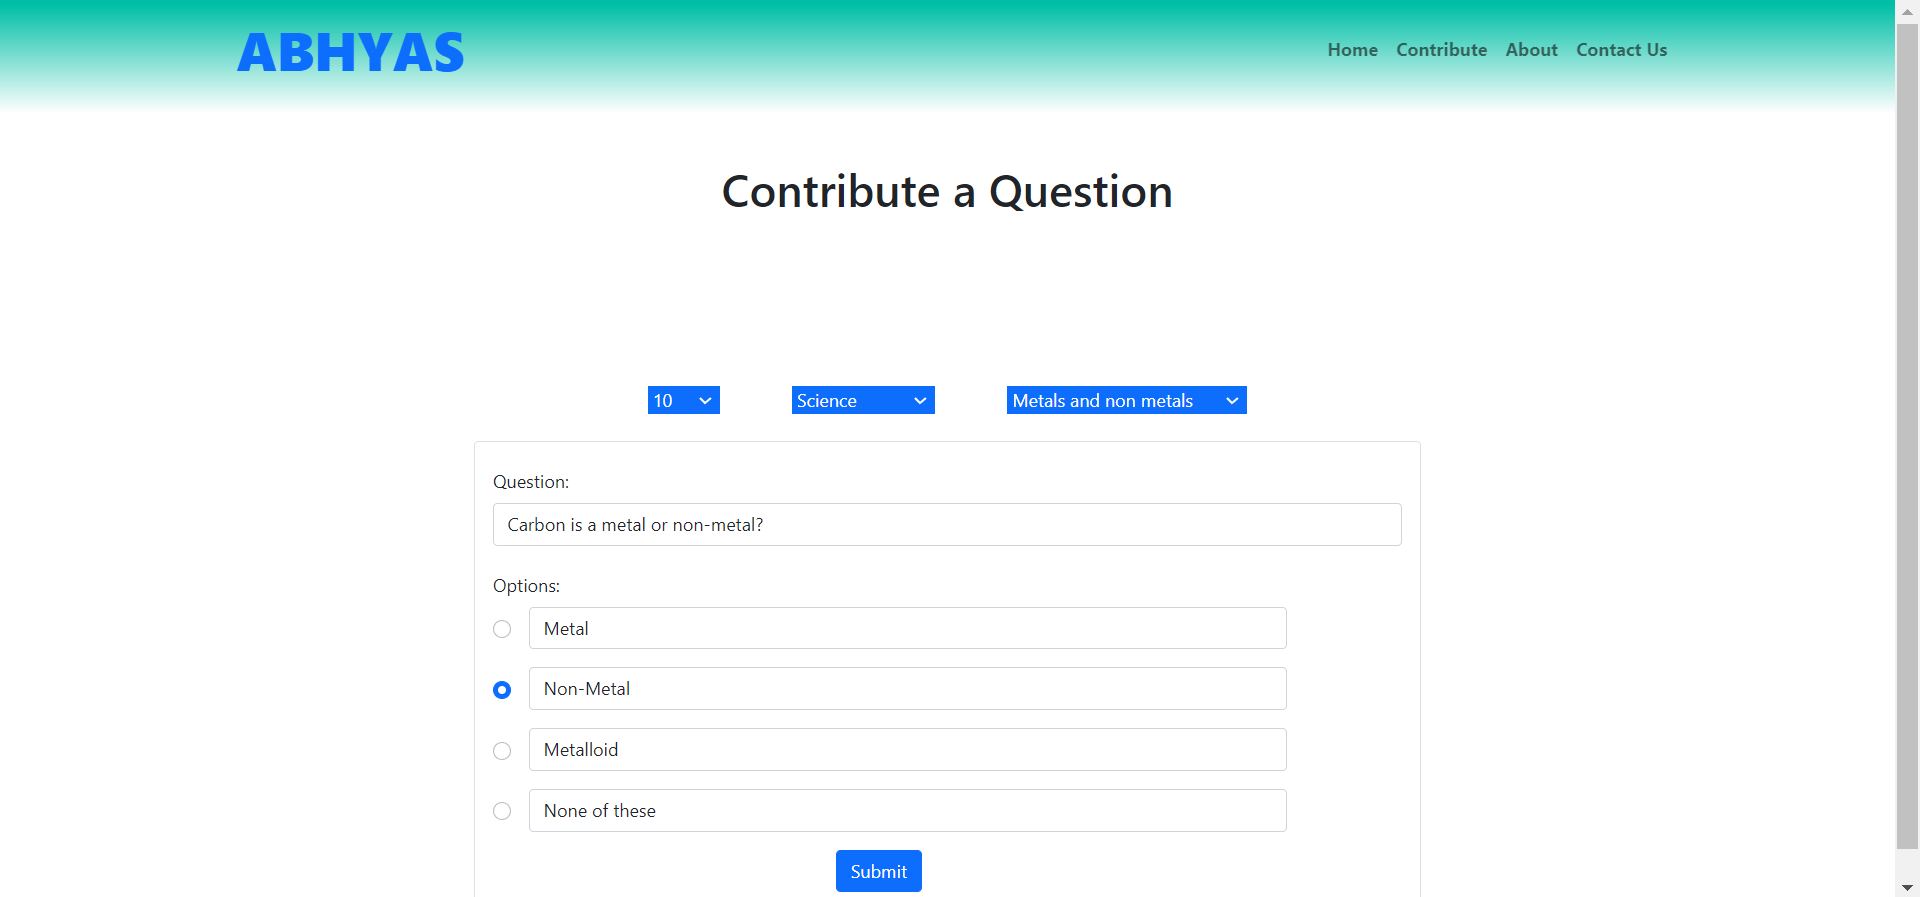 ABHYAS
Home Contribute About Contact Us
Contribute a Question
10 Science Metals and non metals
Question:
Carbon is a metal or non-metal?
Options:
Metal
Non-Metal
Metalloid
None of these
Submit